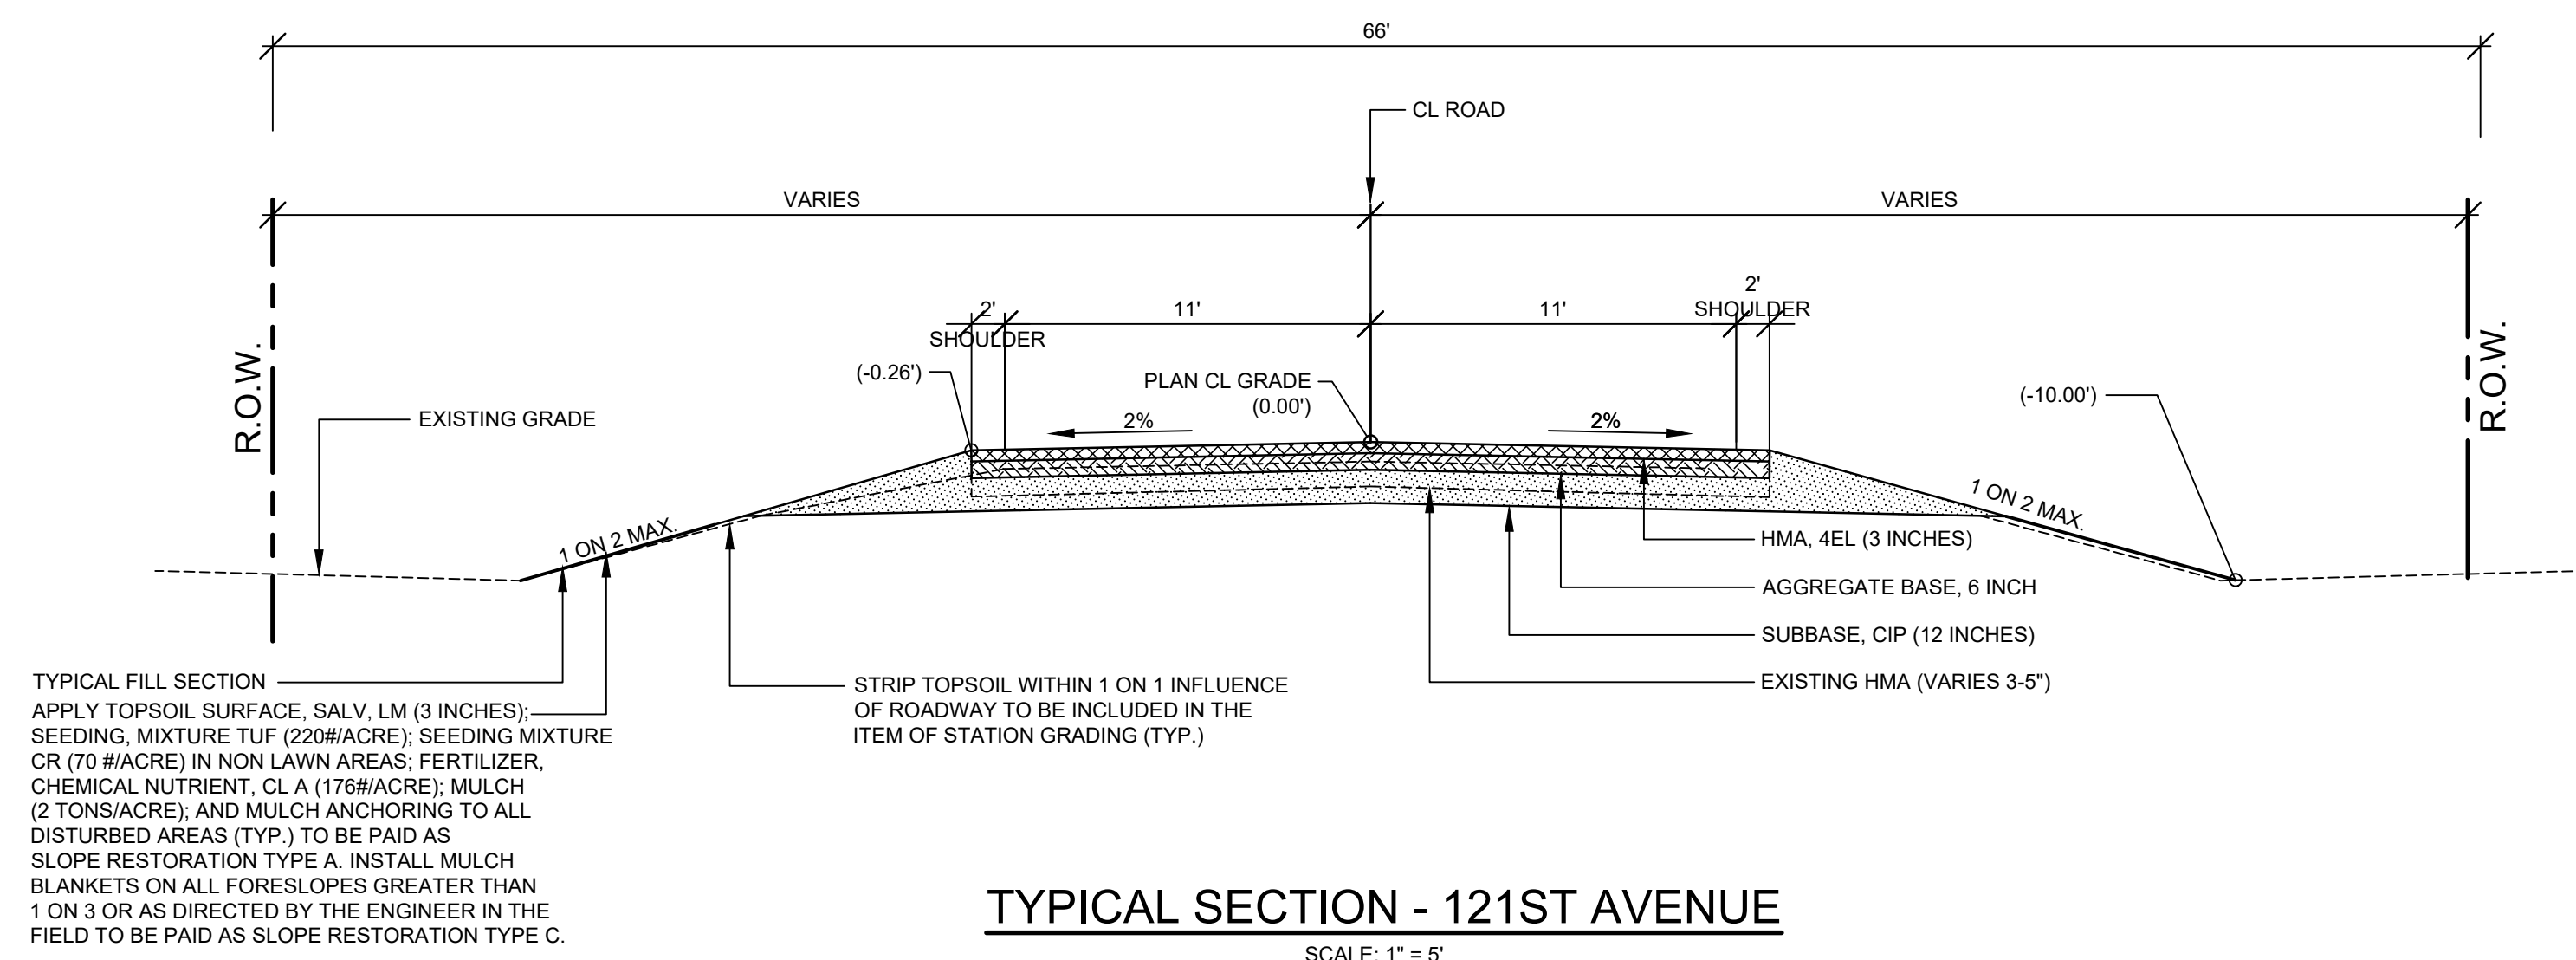 66'
CL ROAD
VARIES
VARIES
2'
SHOULDER
11'
11'
2'
SHOULDER
R.O.W.
R.O.W.
(-0.26')
PLAN CL GRADE
(0.00')
(-10.00')
EXISTING GRADE
2%
2%
1 ON 2 MAX.
1 ON 2 MAX.
HMA, 4EL (3 INCHES)
AGGREGATE BASE, 6 INCH
SUBBASE, CIP (12 INCHES)
EXISTING HMA (VARIES 3-5")
TYPICAL FILL SECTION
APPLY TOPSOIL SURFACE, SALV, LM (3 INCHES);
SEEDING, MIXTURE TUF (220#/ACRE); SEEDING MIXTURE
CR (70 #/ACRE) IN NON LAWN AREAS; FERTILIZER,
CHEMICAL NUTRIENT, CL A (176#/ACRE); MULCH
(2 TONS/ACRE); AND MULCH ANCHORING TO ALL
DISTURBED AREAS (TYP.) TO BE PAID AS
SLOPE RESTORATION TYPE A. INSTALL MULCH
BLANKETS ON ALL FORESLOPES GREATER THAN
1 ON 3 OR AS DIRECTED BY THE ENGINEER IN THE
FIELD TO BE PAID AS SLOPE RESTORATION TYPE C.
STRIP TOPSOIL WITHIN 1 ON 1 INFLUENCE
OF ROADWAY TO BE INCLUDED IN THE
ITEM OF STATION GRADING (TYP.)
TYPICAL SECTION - 121ST AVENUE
SCALE: 1" = 5'